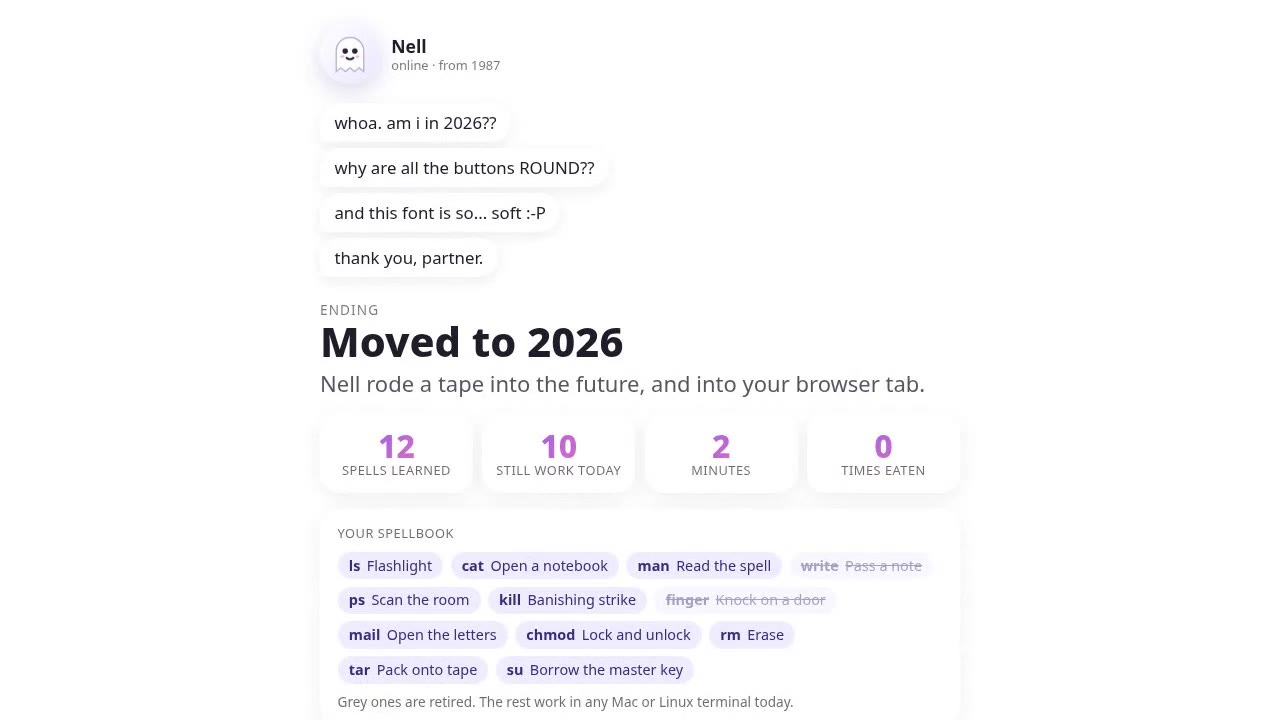 Nell
online · from 1987
whoa. am i in 2026??
why are all the buttons ROUND??
and this font is so... soft :-P
thank you, partner.
ENDING
Moved to 2026
Nell rode a tape into the future, and into your browser tab.
12 10 2 0
SPELLS LEARNED STILL WORK TODAY MINUTES TIMES EATEN
YOUR SPELLBOOK
ls Flashlight cat Open a notebook man Read the spell write Pass a note
ps Scan the room kill Banishing strike finger Knock on a door
mail Open the letters chmod Lock and unlock rm Erase
tar Pack onto tape su Borrow the master key
Grey ones are retired. The rest work in any Mac or Linux terminal today.